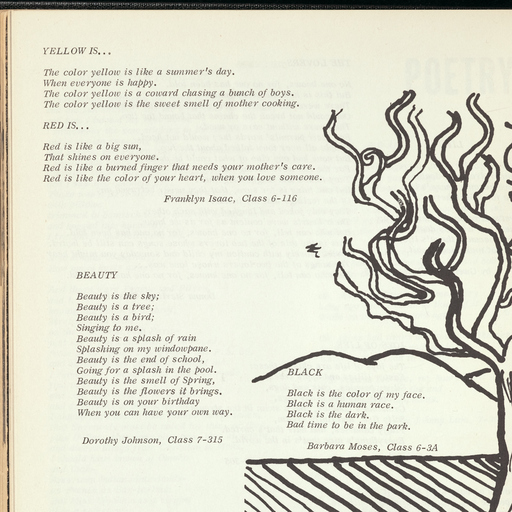 YELLOW IS...
The color yellow is like a summer's day.
When everyone is happy.
The color yellow is a coward chasing a bunch of boys.
The color yellow is the sweet smell of mother cooking.
RED IS...
Red is like a big sun,
That shines on everyone.
Red is like a burned finger that needs your mother's care.
Red is like the color of your heart, when you love someone.
Franklyn Isaac, Class 6-116
BEAUTY
Beauty is the sky;
Beauty is a tree;
Beauty is a bird;
Singing to me.
Beauty is a splash of rain
Splashing on my windowpane.
Beauty is the end of school,
Going for a splash in the pool.
Beauty is the smell of Spring,
Beauty is the flowers it brings.
Beauty is on your birthday
When you can have your own way.
Dorothy Johnson, Class 7-315
BLACK
Black is the color of my face.
Black is a human race.
Black is the dark.
Bad time to be in the park.
Barbara Moses, Class 6-3A